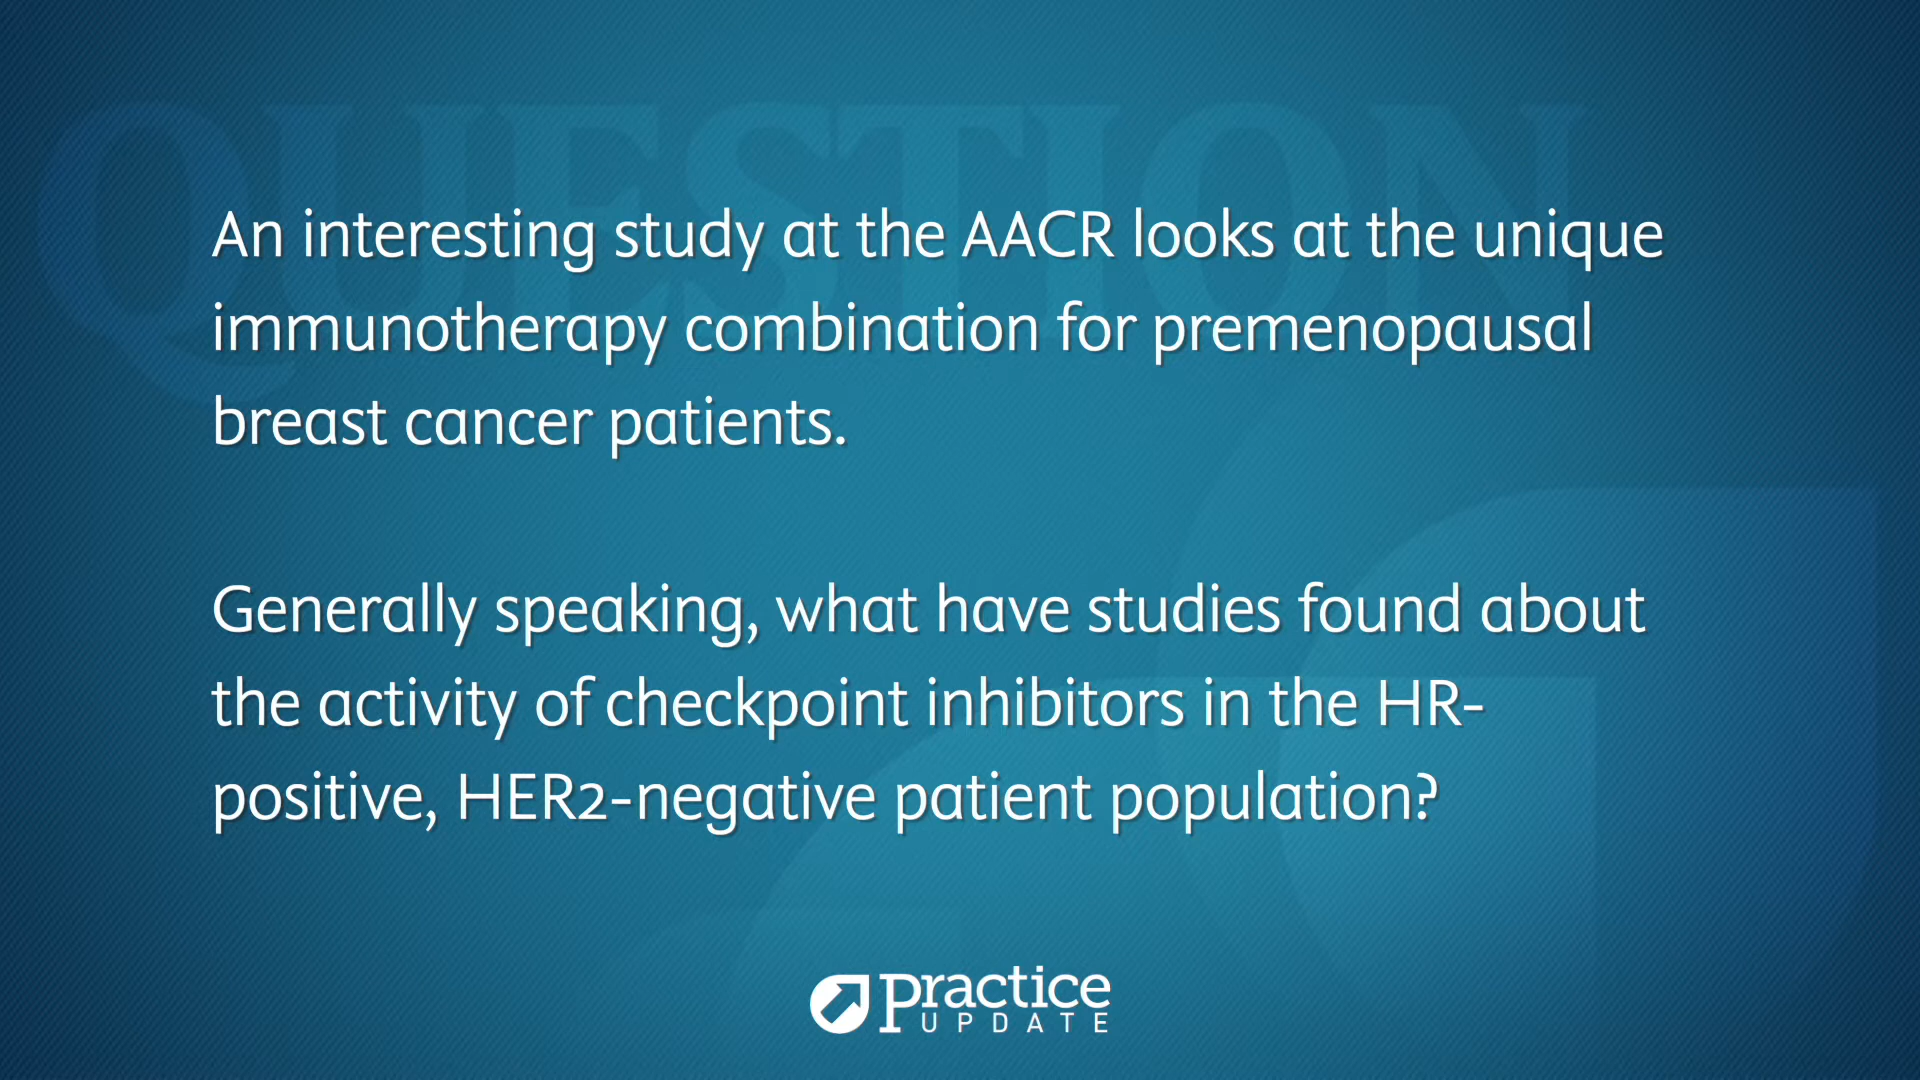 QUESTION
An interesting study at the AACR looks at the unique
immunotherapy combination for premenopausal
breast cancer patients.
Generally speaking, what have studies found about
the activity of checkpoint inhibitors in the HR-
positive, HER2-negative patient population?
Practice
UPDATE